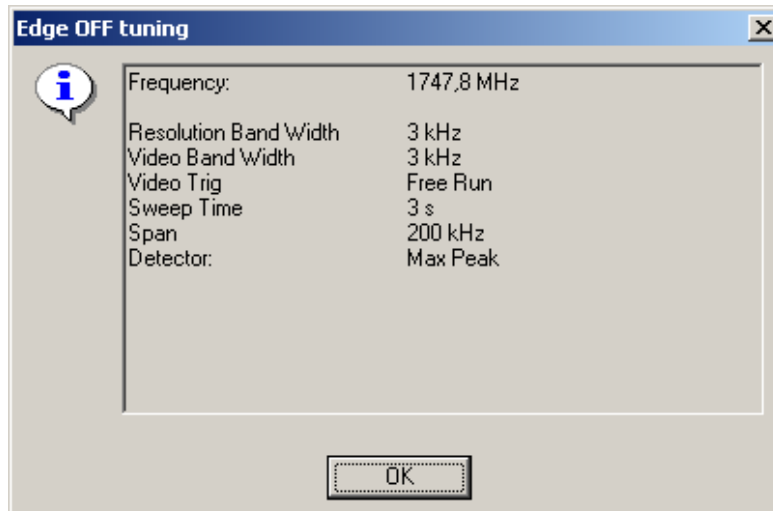 Edge OFF tuning
Frequency: 1747,8 MHz
Resolution Band Width 3 kHz
Video Band Width 3 kHz
Video Trig Free Run
Sweep Time 3 s
Span 200 kHz
Detector: Max Peak
OK